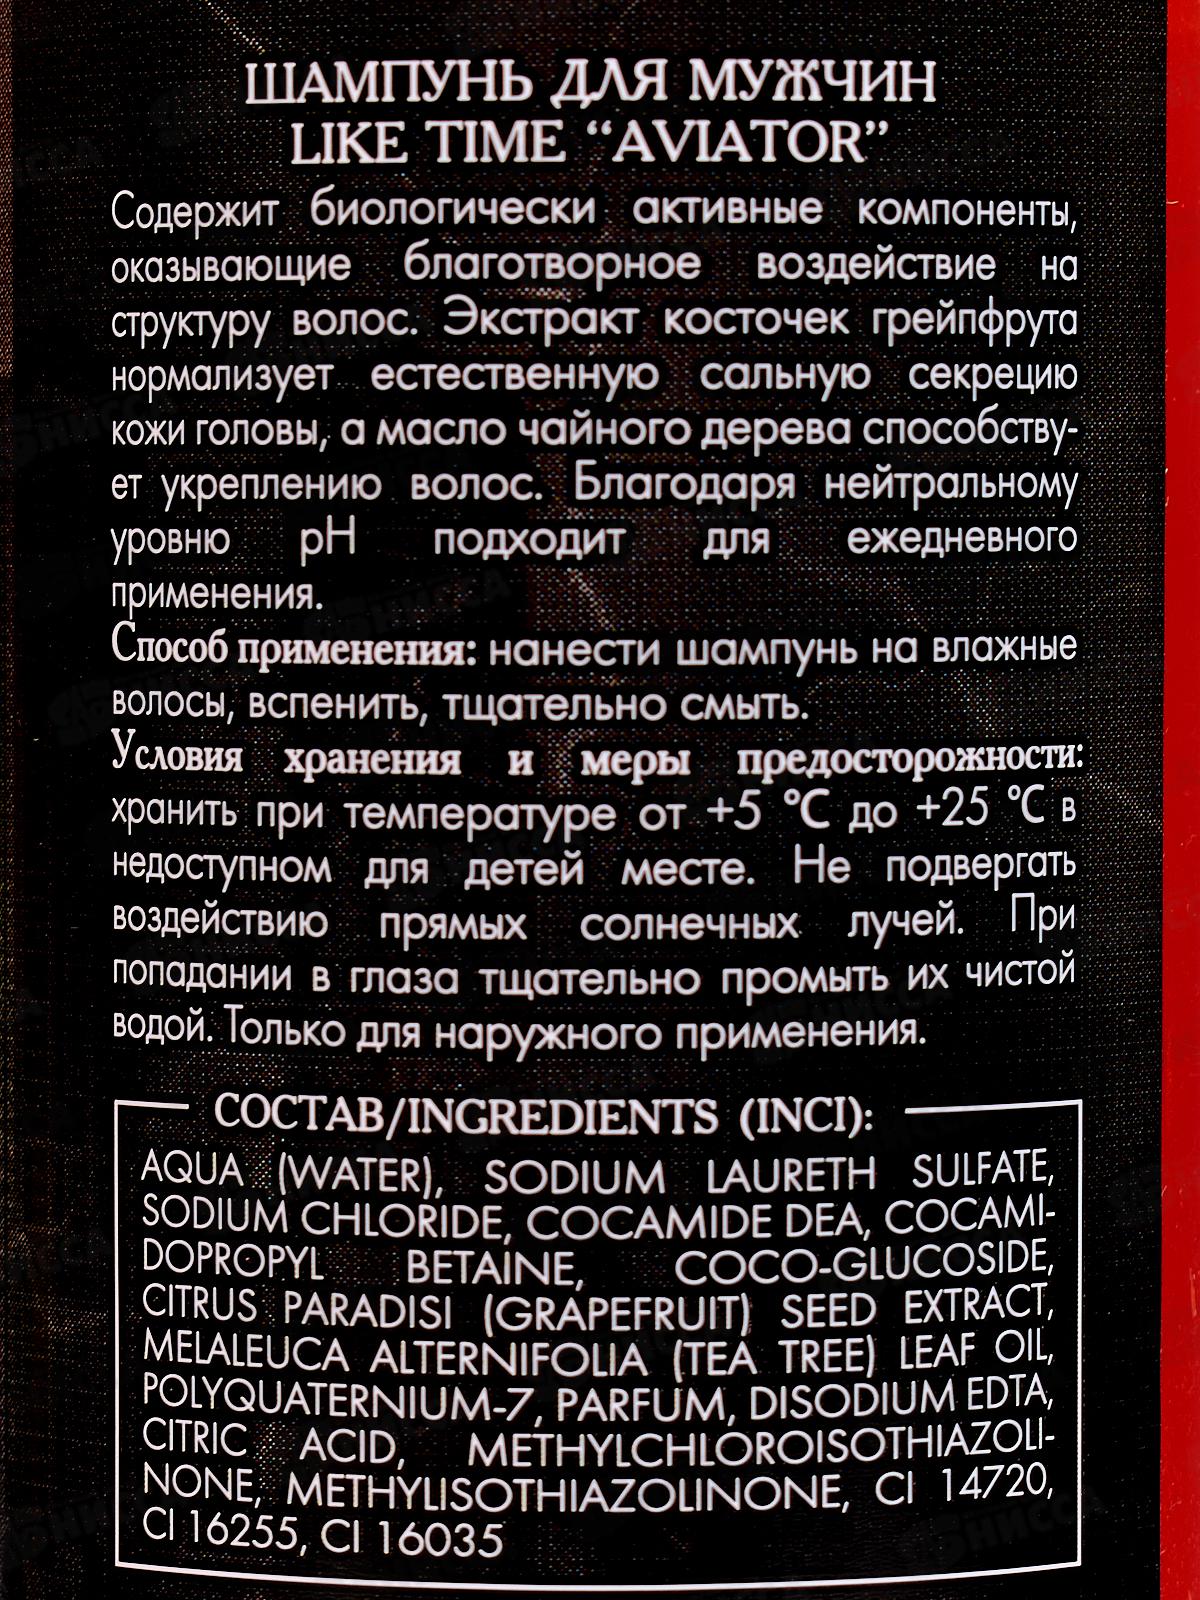 ШАМПУНЬ ДЛЯ МУЖЧИН
LIKE TIME “AVIATOR”
Содержит биологически активные компоненты,
оказывающие благотворное воздействие на
структуру волос. Экстракт косточек грейпфрута
нормализует естественную сальную секрецию
кожи головы, а масло чайного дерева способству-
ет укреплению волос. Благодаря нейтральному
уровню pH подходит для ежедневного
применения.
Способ применения: нанести шампунь на влажные
волосы, вспенить, тщательно смыть.
Условия хранения и меры предосторожности:
хранить при температуре от +5 °С до +25 °С в
недоступном для детей месте. Не подвергать
воздействию прямых солнечных лучей. При
попадании в глаза тщательно промыть их чистой
водой. Только для наружного применения.
СОСТАВ/INGREDIENTS (INCI):
AQUA (WATER), SODIUM LAURETH SULFATE,
SODIUM CHLORIDE, COCAMIDE DEA, COCAMI-
DOPROPYL BETAINE, COCO-GLUCOSIDE,
CITRUS PARADISI (GRAPEFRUIT) SEED EXTRACT,
MELALEUCA ALTERNIFOLIA (TEA TREE) LEAF OIL,
POLYQUATERNIUM-7, PARFUM, DISODIUM EDTA,
CITRIC ACID, METHYLCHLOROISOTHIAZOLI-
NONE, METHYLISOTHIAZOLINONE, CI 14720,
CI 16255, CI 16035